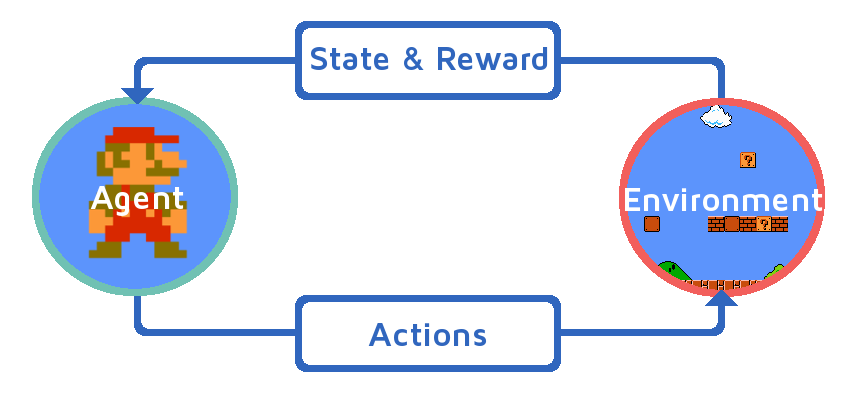 State & Reward
Agent
Environment
?
?
Actions